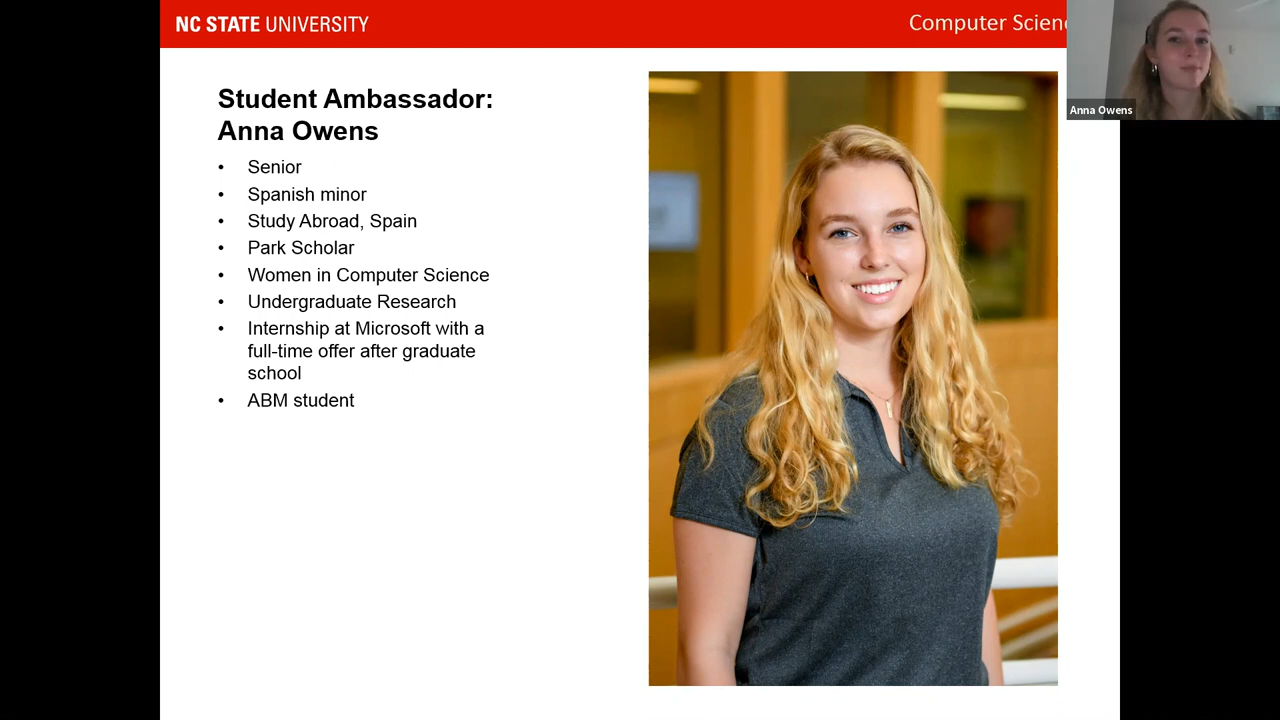 NC STATE UNIVERSITY
Computer Scienc
Anna Owens
Student Ambassador:
Anna Owens
• Senior
• Spanish minor
• Study Abroad, Spain
• Park Scholar
• Women in Computer Science
• Undergraduate Research
• Internship at Microsoft with a
full-time offer after graduate
school
• ABM student